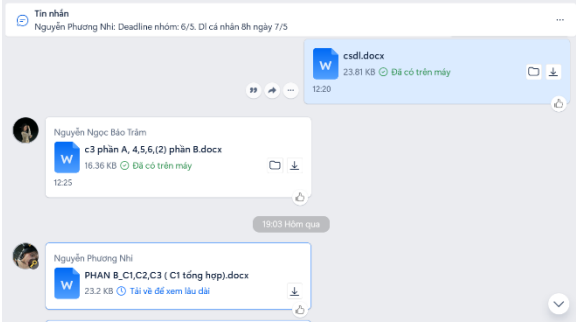 Tin nhắn
Nguyễn Phương Nhi: Deadline nhóm: 6/5. Dl cá nhân 8h ngày 7/5
W
csdl.docx
23.81 KB Đã có trên máy
12:20
Nguyễn Ngọc Bảo Trâm
W
c3 phần A, 4,5,6,(2) phần B.docx
16.36 KB Đã có trên máy
12:25
19:03 Hôm qua
Nguyễn Phương Nhi
W
PHAN B_C1,C2,C3 ( C1 tổng hợp).docx
23.2 KB Tải về để xem lâu dài